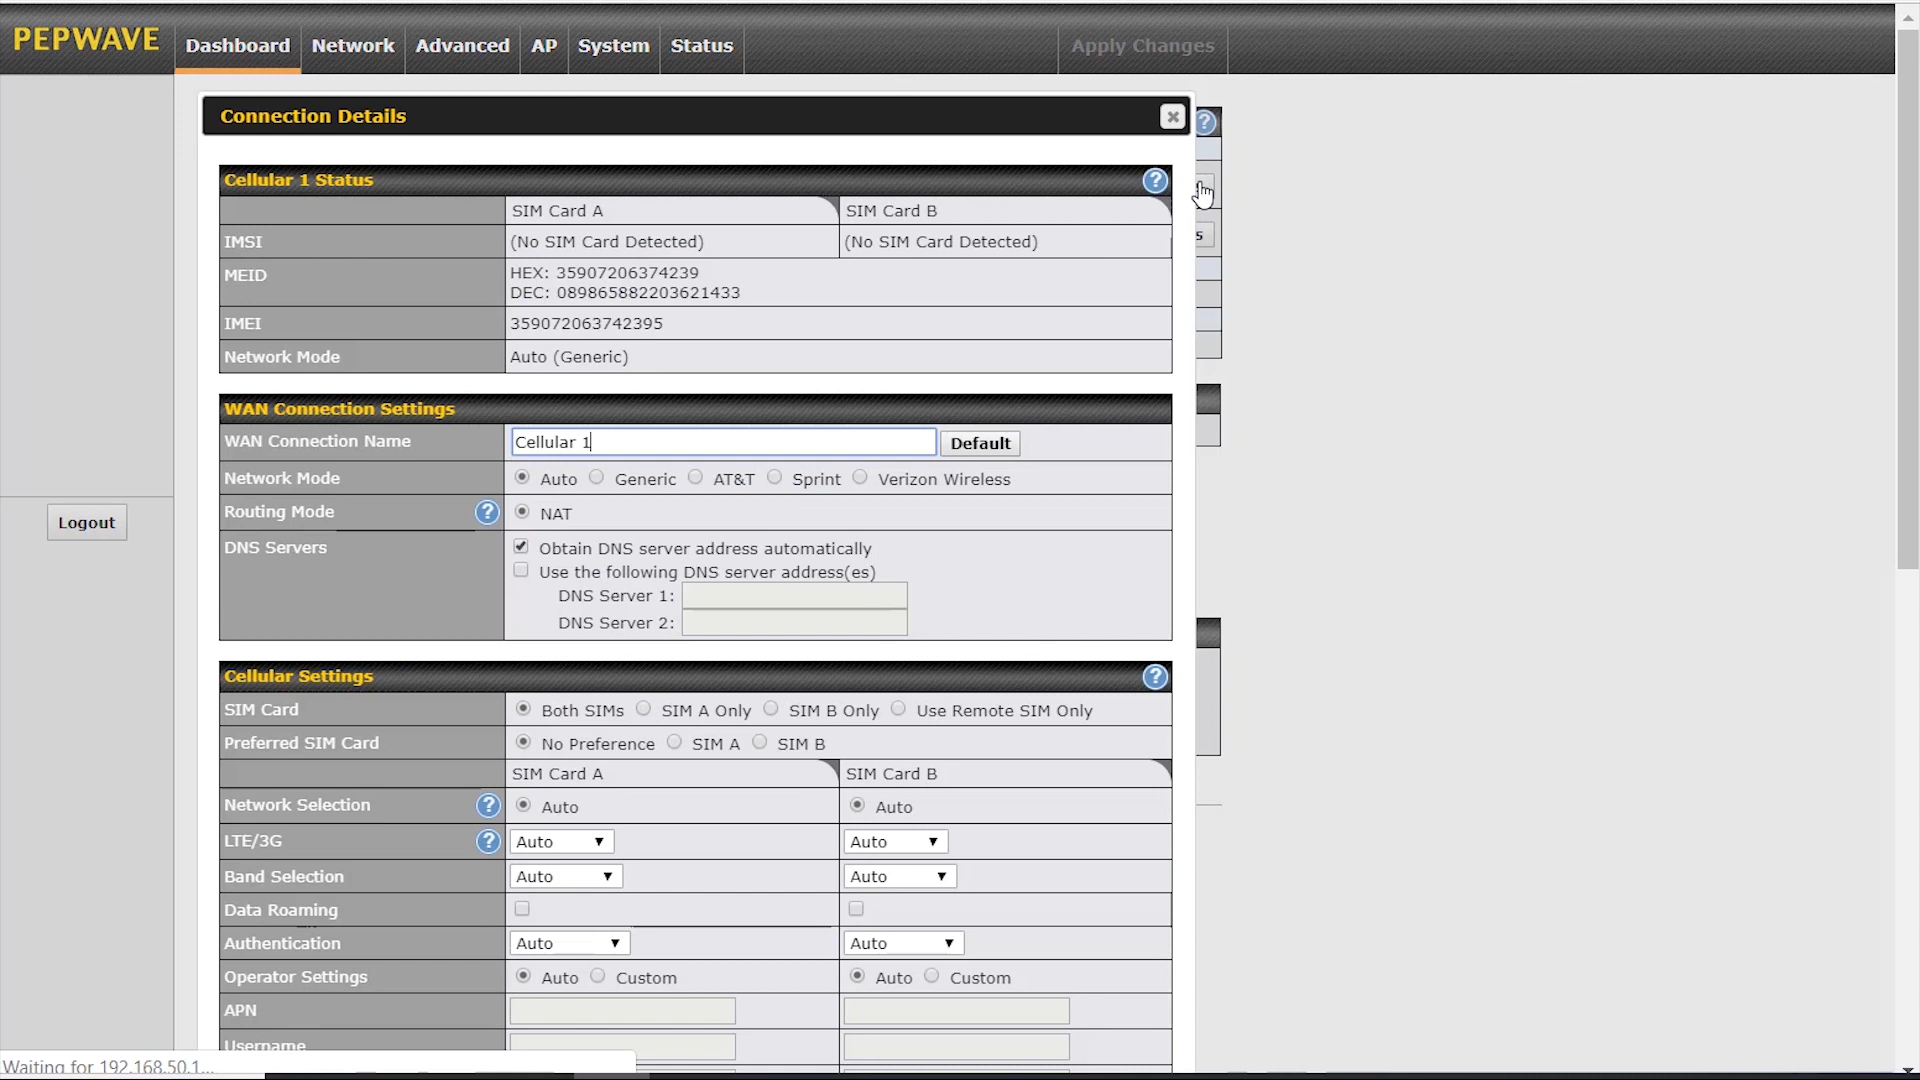 PEPWAVE
Dashboard Network Advanced AP System Status Apply Changes
Connection Details
Cellular 1 Status
SIM Card A SIM Card B
IMSI (No SIM Card Detected) (No SIM Card Detected)
MEID HEX: 35907206374239
DEC: 089865882203621433
IMEI 359072063742395
Network Mode Auto (Generic)
WAN Connection Settings
WAN Connection Name Cellular 1 Default
Network Mode Auto Generic AT&T Sprint Verizon Wireless
Routing Mode NAT
Logout
DNS Servers Obtain DNS server address automatically
Use the following DNS server address(es)
DNS Server 1:
DNS Server 2:
Cellular Settings
SIM Card Both SIMs SIM A Only SIM B Only Use Remote SIM Only
Preferred SIM Card No Preference SIM A SIM B
SIM Card A SIM Card B
Network Selection Auto Auto
LTE/3G Auto Auto
Band Selection Auto Auto
Data Roaming
Authentication Auto Auto
Operator Settings Auto Custom Auto Custom
APN
Username
Waiting for 192.168.50.1...